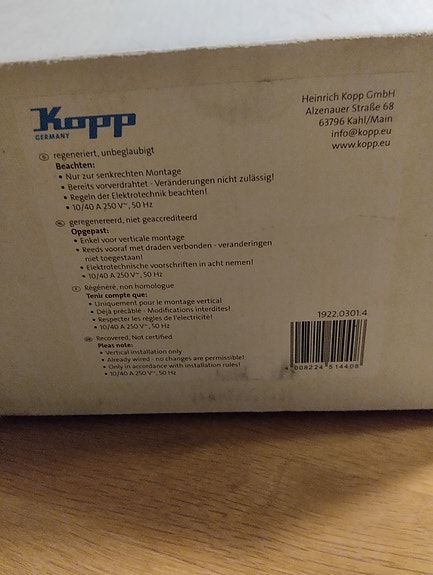 Kopp
GERMANY
Heinrich Kopp GmbH
Alzenauer Straße 68
63796 Kahl/Main
info@kopp.eu
www.kopp.eu
regeneriert, unbeglaubigt
Beachten:
• Nur zur senkrechten Montage
• Bereits vorverdrahtet - Veränderungen nicht zulässig!
• Regeln der Elektrotechnik beachten!
• 10/40 A 250 V~, 50 Hz
geregenereerd, niet geaccrediteerd
Opgepast:
• Enkel voor verticale montage
• Reeds vooraf met draden verbonden - veranderingen
niet toegestaan!
• Elektrotechnische voorschriften in acht nemen!
• 10/40 A 250 V~, 50 Hz
Régénéré, non homologue
Tenir compte que:
• Uniquement pour le montage vertical
• Déjà précâblé - Modifications interdites!
• Respecter les règles de l'electricité!
• 10/40 A 250 V~, 50 Hz
Recovered, Not certified
Pleas note:
• Vertical installation only
• Already wired - no changes are permissible!
• Only in accordance with installation rules!
• 10/40 A 250 V~, 50 Hz
1922.0301.4
4 008224 514408